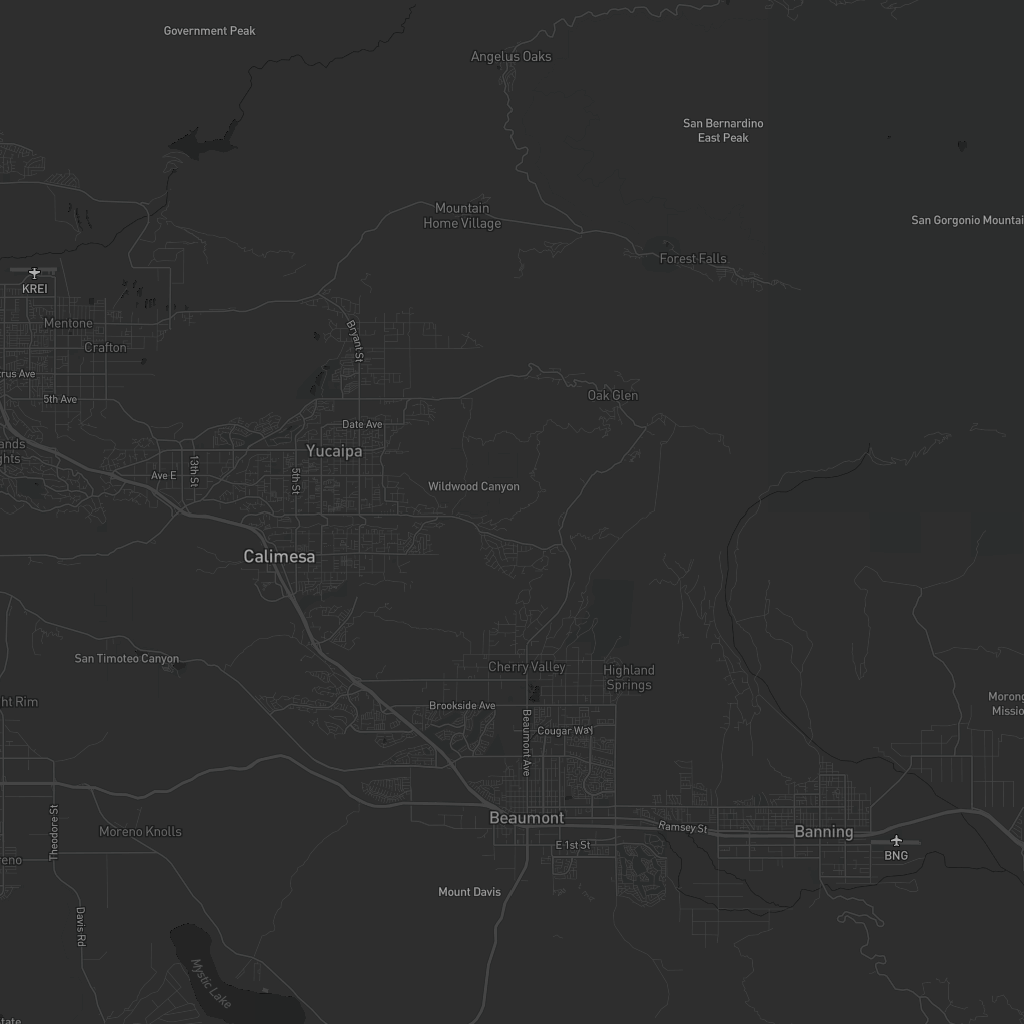 Government Peak
Angelus Oaks
San Bernardino
East Peak
Mountain
Home Village
San Gorgonio Mountai
Forest Falls
KREI
Mentone
Bryant St
Crafton
rus Ave
5th Ave
Oak Glen
Date Ave
ands
ghts
Yucaipa
13th St
Ave E
5th St
Wildwood Canyon
Calimesa
San Timoteo Canyon
Cherry Valley
Highland
Springs
ht Rim
Morong
Missio
Brookside Ave
Beaumont Ave
Cougar Way
Beaumont
Ramsey St
Banning
Theodore St
Moreno Knolls
E 1st St
BNG
eno
Mount Davis
Davis Rd
Mystic Lake
tate